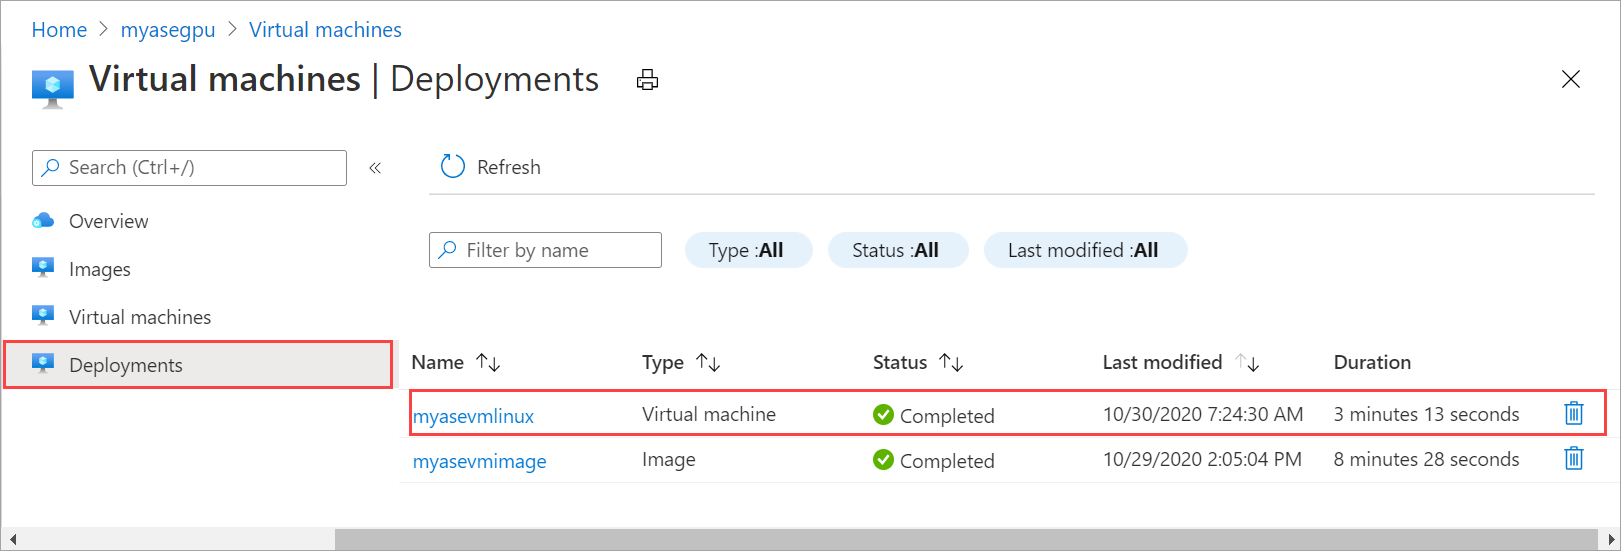 Home > myasegpu > Virtual machines
Virtual machines | Deployments
Search (Ctrl+/) «
Refresh
Overview
Images
Virtual machines
Deployments
Filter by name Type :All Status :All Last modified :All
Name ↑↓ Type ↑↓ Status ↑↓ Last modified ↑↓ Duration
myasevmlinux Virtual machine Completed 10/30/2020 7:24:30 AM 3 minutes 13 seconds
myasevmimage Image Completed 10/29/2020 2:05:04 PM 8 minutes 28 seconds